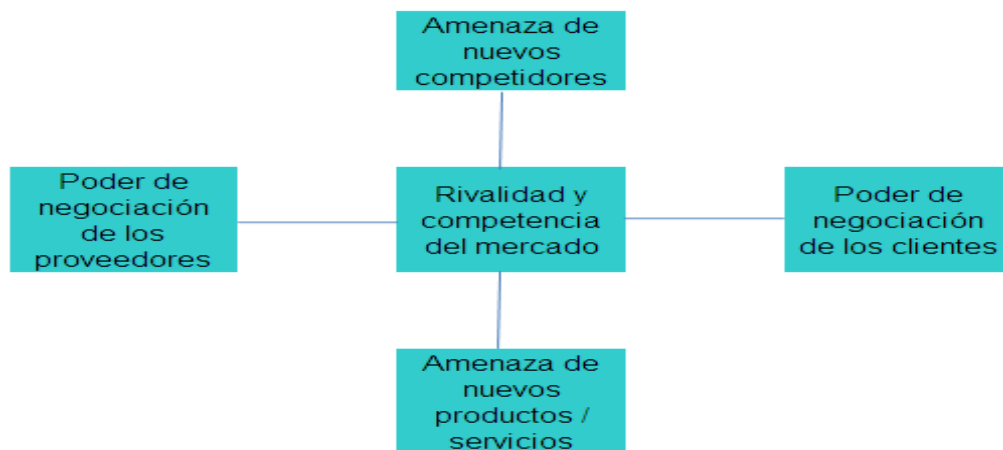 Amenaza de
nuevos
competidores
Poder de
negociación
de los
proveedores
Rivalidad y
competencia
del mercado
Poder de
negociación
de los clientes
Amenaza de
nuevos
productos /
servicios